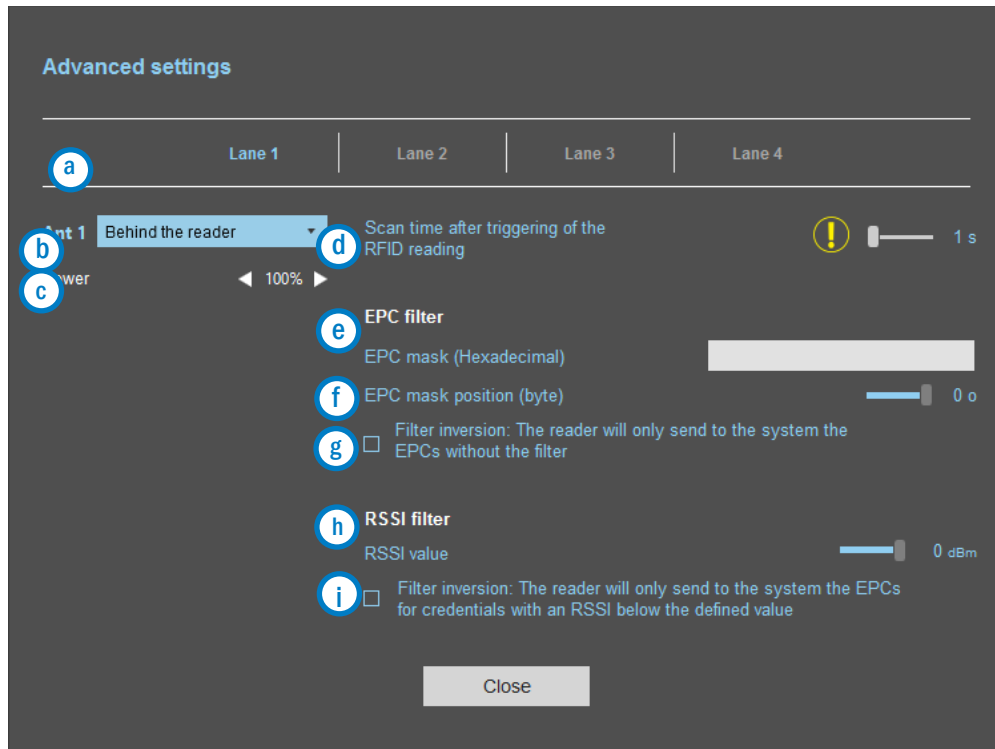 Advanced settings
a
Lane 1 Lane 2 Lane 3 Lane 4
Ant 1 Behind the reader
b
c
100%
d
Scan time after triggering of the
RFID reading
! 1 s
e
EPC filter
EPC mask (Hexadecimal)
f
EPC mask position (byte) 0 o
g
Filter inversion: The reader will only send to the system the
EPCs without the filter
h
RSSI filter
RSSI value 0 dBm
i
Filter inversion: The reader will only send to the system the EPCs
for credentials with an RSSI below the defined value
Close